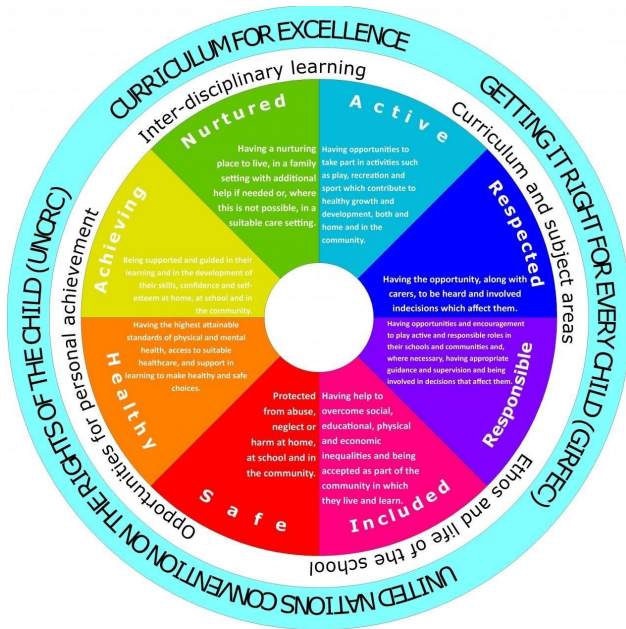 CURRICULUM FOR EXCELLENCE
GETTING IT RIGHT FOR EVERY CHILD (GIRFEC)
UNITED NATIONS CONVENTION ON THE RIGHTS OF THE CHILD (UNCRC)
Inter-disciplinary learning
Curriculum and subject areas
Ethos and life of the school
Opportunities for personal achievement
Nurtured
Having a nurturing
place to live, in a family
setting with additional
help if needed or, where
this is not possible, in a
suitable care setting.
Active
Having opportunities to
take part in activities such
as play, recreation and
sport which contribute to
healthy growth and
development, both and
home and in the
community.
Respected
Having the opportunity, along with
carers, to be heard and involved
indecisions which affect them.
Responsible
Having opportunities and encouragement
to play active and responsible roles in
their schools and communities and,
where necessary, having appropriate
guidance and supervision and being
involved in decisions that affect them.
Included
Having help to
overcome social,
educational, physical
and economic
inequalities and being
accepted as part of the
community in which
they live and learn.
Safe
Protected
from abuse,
neglect or
harm at home,
at school and in
the community.
Healthy
Having the highest attainable
standards of physical and mental
health, access to suitable
healthcare, and support in
learning to make healthy and safe
choices.
Achieving
Being supported and guided in their
learning and in the development of
their skills, confidence and self-
esteem at home, at school and in
the community.